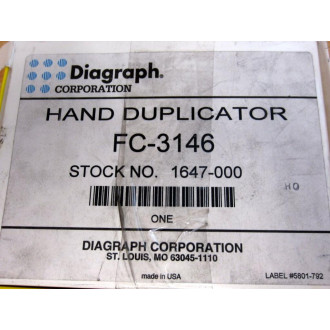 Diagraph.
CORPORATION
HAND DUPLICATOR
FC-3146
STOCK NO. 1647-000
ONE
DIAGRAPH CORPORATION
ST. LOUIS, MO 63045-1110
made in USA
LABEL #5801-792